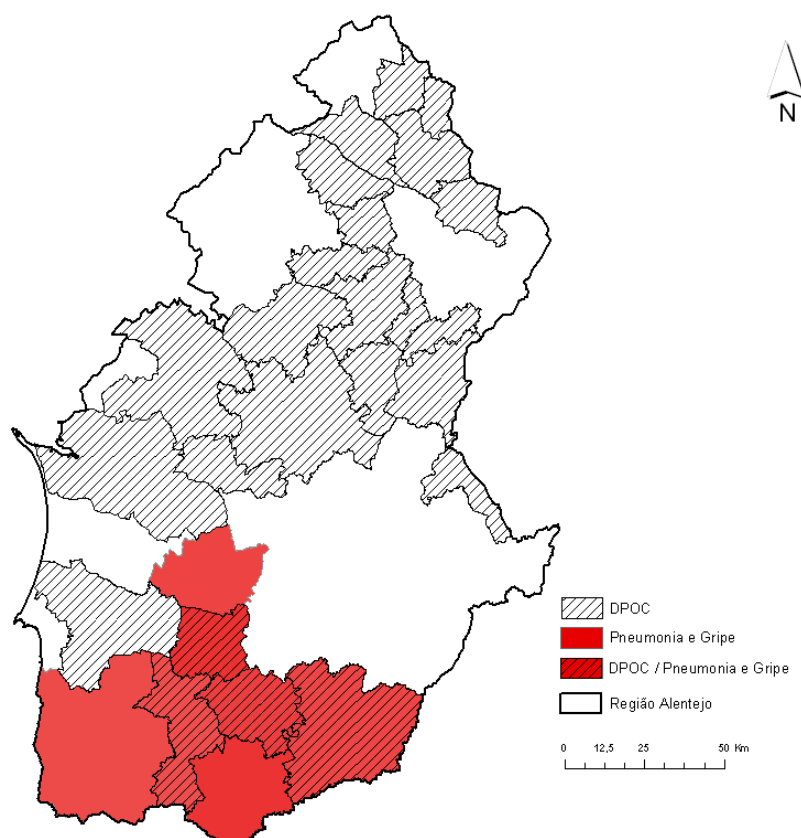 N
DPOC
Pneumonia e Gripe
DPOC / Pneumonia e Gripe
Região Alentejo
0 12,5 25 50 Km